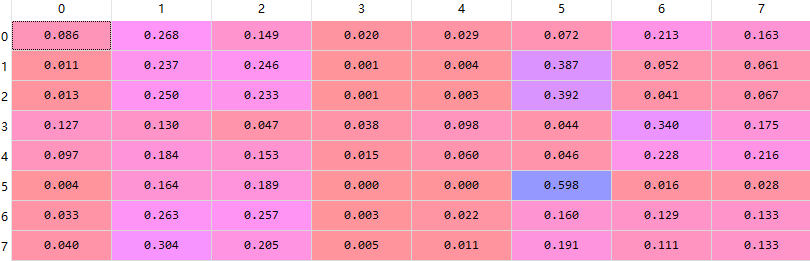 0 1 2 3 4 5 6 7
0 0.086 0.268 0.149 0.020 0.029 0.072 0.213 0.163
1 0.011 0.237 0.246 0.001 0.004 0.387 0.052 0.061
2 0.013 0.250 0.233 0.001 0.003 0.392 0.041 0.067
3 0.127 0.130 0.047 0.038 0.098 0.044 0.340 0.175
4 0.097 0.184 0.153 0.015 0.060 0.046 0.228 0.216
5 0.004 0.164 0.189 0.000 0.000 0.598 0.016 0.028
6 0.033 0.263 0.257 0.003 0.022 0.160 0.129 0.133
7 0.040 0.304 0.205 0.005 0.011 0.191 0.111 0.133